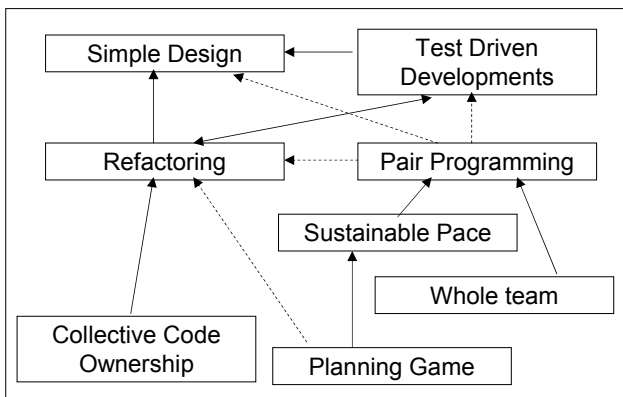 Simple Design
Test Driven
Developments
Refactoring
Pair Programming
Sustainable Pace
Whole team
Collective Code
Ownership
Planning Game